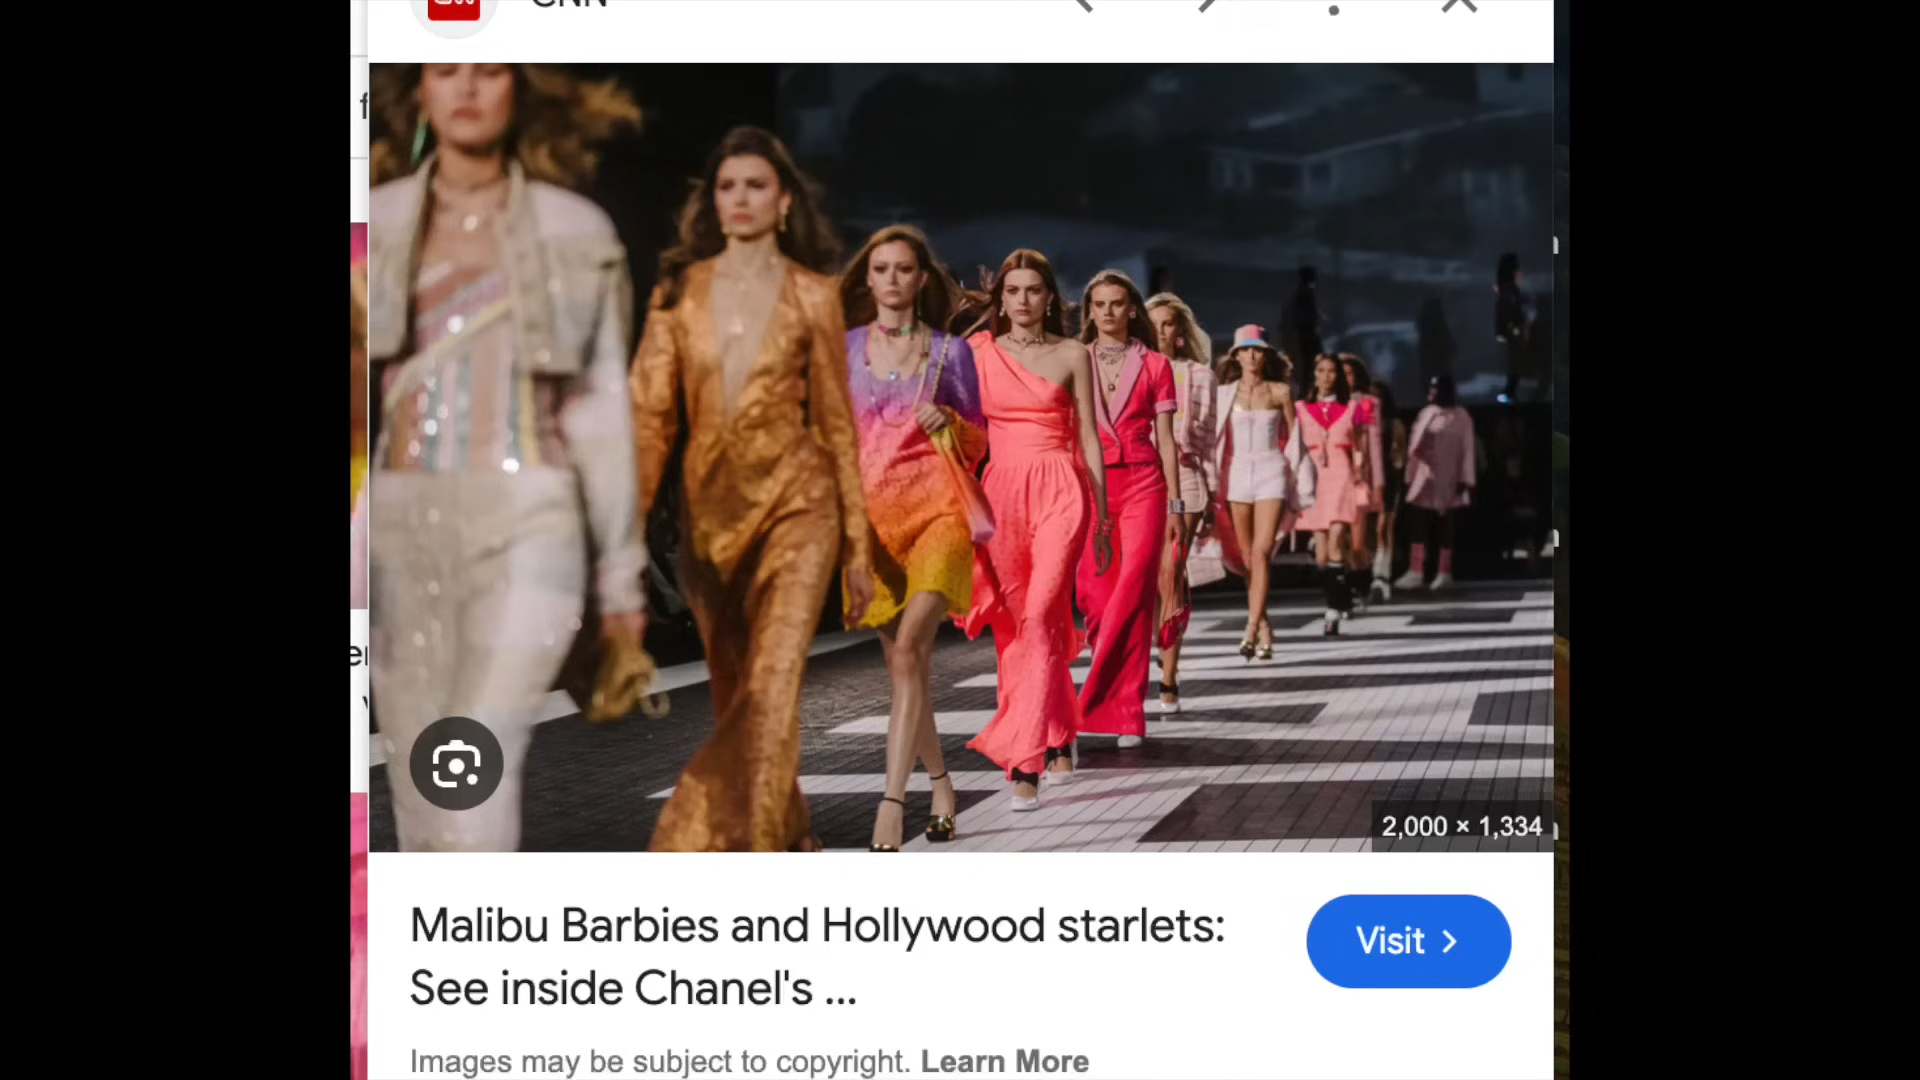 CNN
2,000 × 1,334
Malibu Barbies and Hollywood starlets:
See inside Chanel's ...
Visit
Images may be subject to copyright. Learn More